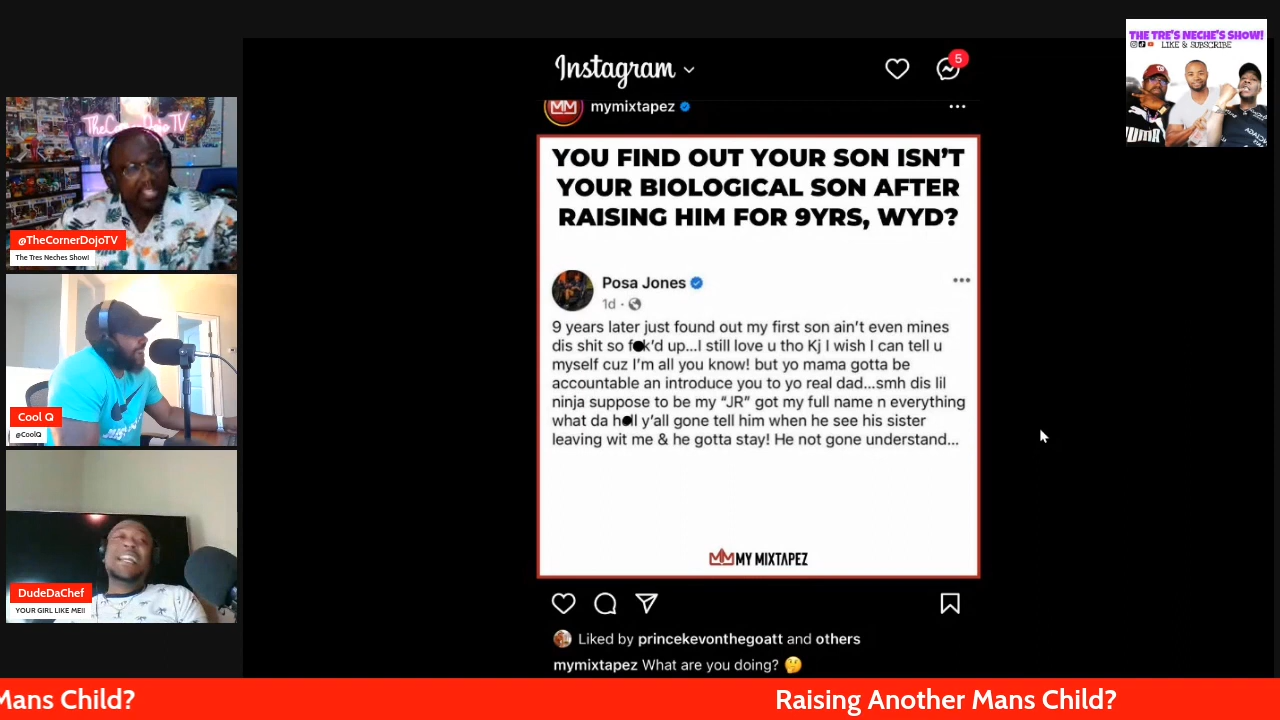 THE TRE'S NECHE'S SHOW!
LIKE & SUBSCRIBE
Instagram
5
mymixtapez
YOU FIND OUT YOUR SON ISN'T
YOUR BIOLOGICAL SON AFTER
RAISING HIM FOR 9YRS, WYD?
Posa Jones
1d
9 years later just found out my first son ain't even mines
dis shit so f●k'd up...I still love u tho Kj I wish I can tell u
myself cuz I'm all you know! but yo mama gotta be
accountable an introduce you to yo real dad...smh dis lil
ninja suppose to be my “JR” got my full name n everything
what da h●ll y'all gone tell him when he see his sister
leaving wit me & he gotta stay! He not gone understand...
MY MIXTAPEZ
Liked by princekevonthegoatt and others
mymixtapez What are you doing? 🤔
TheCornerDojoTV
@TheCornerDojoTV
The Tres Neches Show!
Cool Q
@CoolQ
DudeDaChef
YOUR GIRL LIKE ME!!
Mans Child?
Raising Another Mans Child?